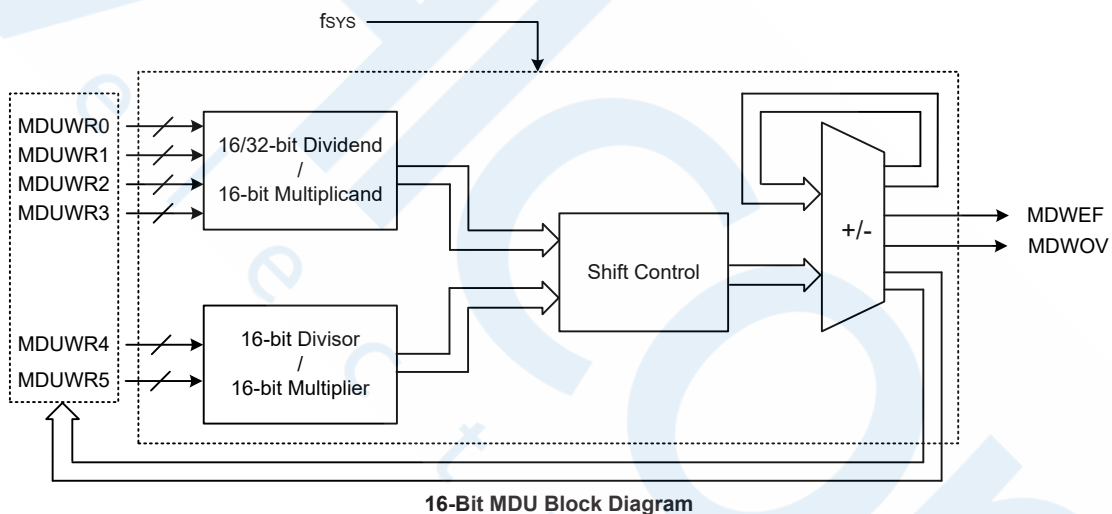 fSYS
MDUWR0
MDUWR1
MDUWR2
MDUWR3
MDUWR4
MDUWR5
16/32-bit Dividend
/
16-bit Multiplicand
16-bit Divisor
/
16-bit Multiplier
Shift Control
+/-
MDWEF
MDWOV
16-Bit MDU Block Diagram